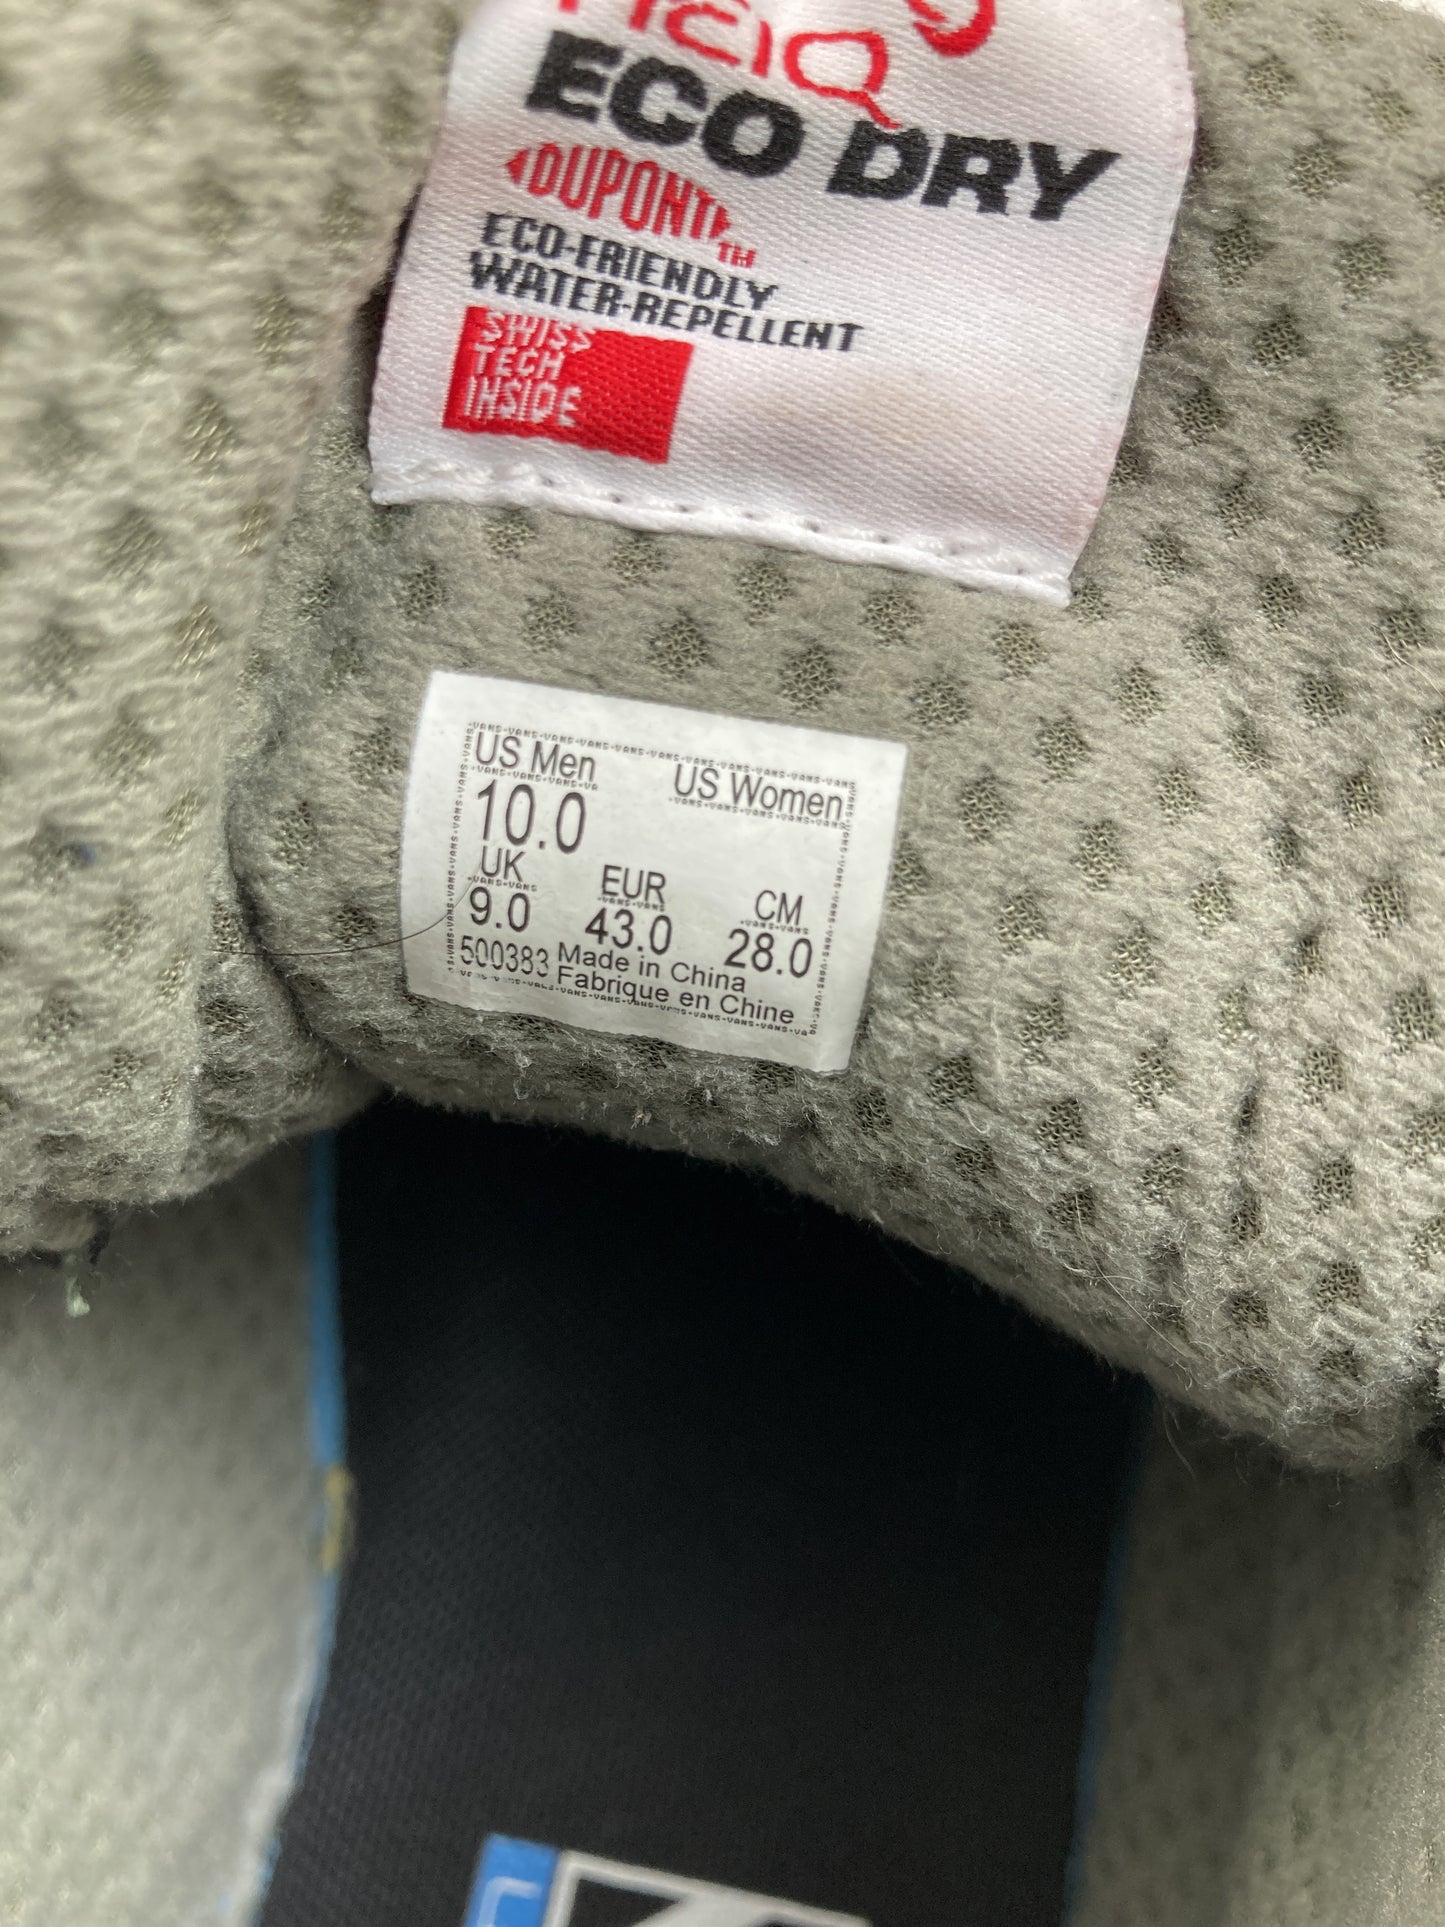 HeiQ
ECO DRY
DUPONT
TM
ECO-FRIENDLY
WATER-REPELLENT
SWISS
TECH
INSIDE
US Men US Women
10.0
UK EUR CM
9.0 43.0 28.0
500383 Made in China
Fabrique en Chine